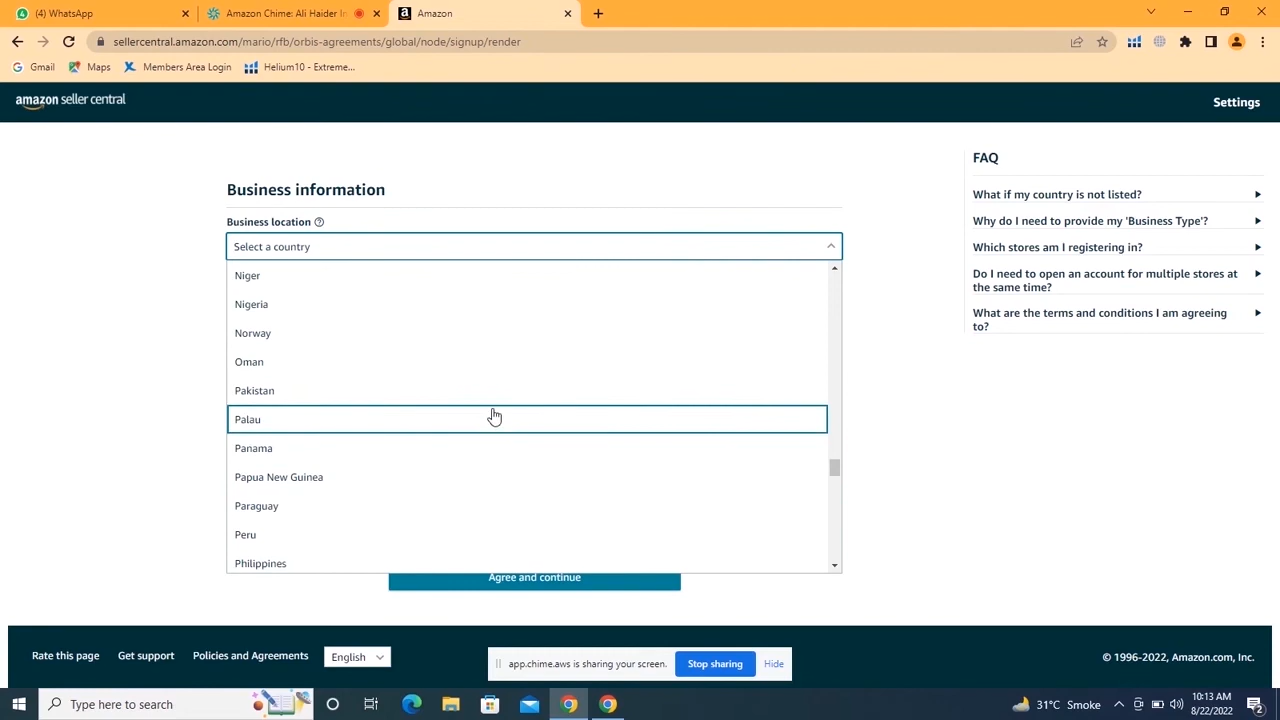 (4) WhatsApp
Amazon Chime: Ali Haider In
Amazon
sellercentral.amazon.com/mario/rfb/orbis-agreements/global/node/signup/render
Gmail
Maps
Members Area Login
Helium10 - Extreme...
amazon seller central
Settings
Business information
Business location
Select a country
Niger
Nigeria
Norway
Oman
Pakistan
Palau
Panama
Papua New Guinea
Paraguay
Peru
Philippines
Agree and continue
FAQ
What if my country is not listed?
Why do I need to provide my 'Business Type'?
Which stores am I registering in?
Do I need to open an account for multiple stores at
the same time?
What are the terms and conditions I am agreeing
to?
Rate this page
Get support
Policies and Agreements
English
app.chime.aws is sharing your screen.
Stop sharing
Hide
© 1996-2022, Amazon.com, Inc.
Type here to search
31°C Smoke
10:13 AM
8/22/2022
2